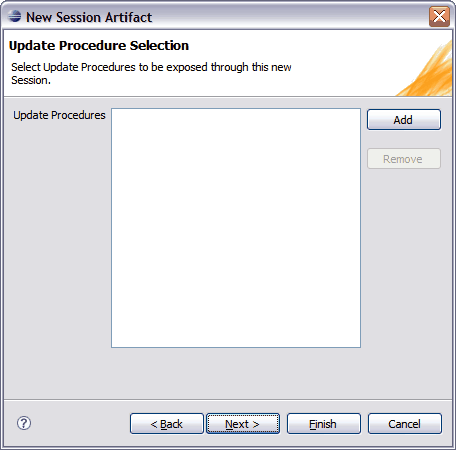 New Session Artifact
Update Procedure Selection
Select Update Procedures to be exposed through this new
Session.
Update Procedures
Add
Remove
?
< Back
Next >
Finish
Cancel